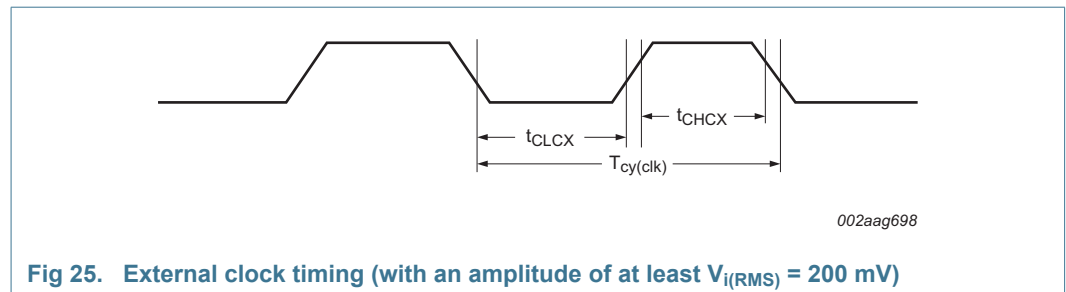 tCHCX
tCLCX
Tcy(clk)
002aag698
Fig 25. External clock timing (with an amplitude of at least Vi(RMS) = 200 mV)